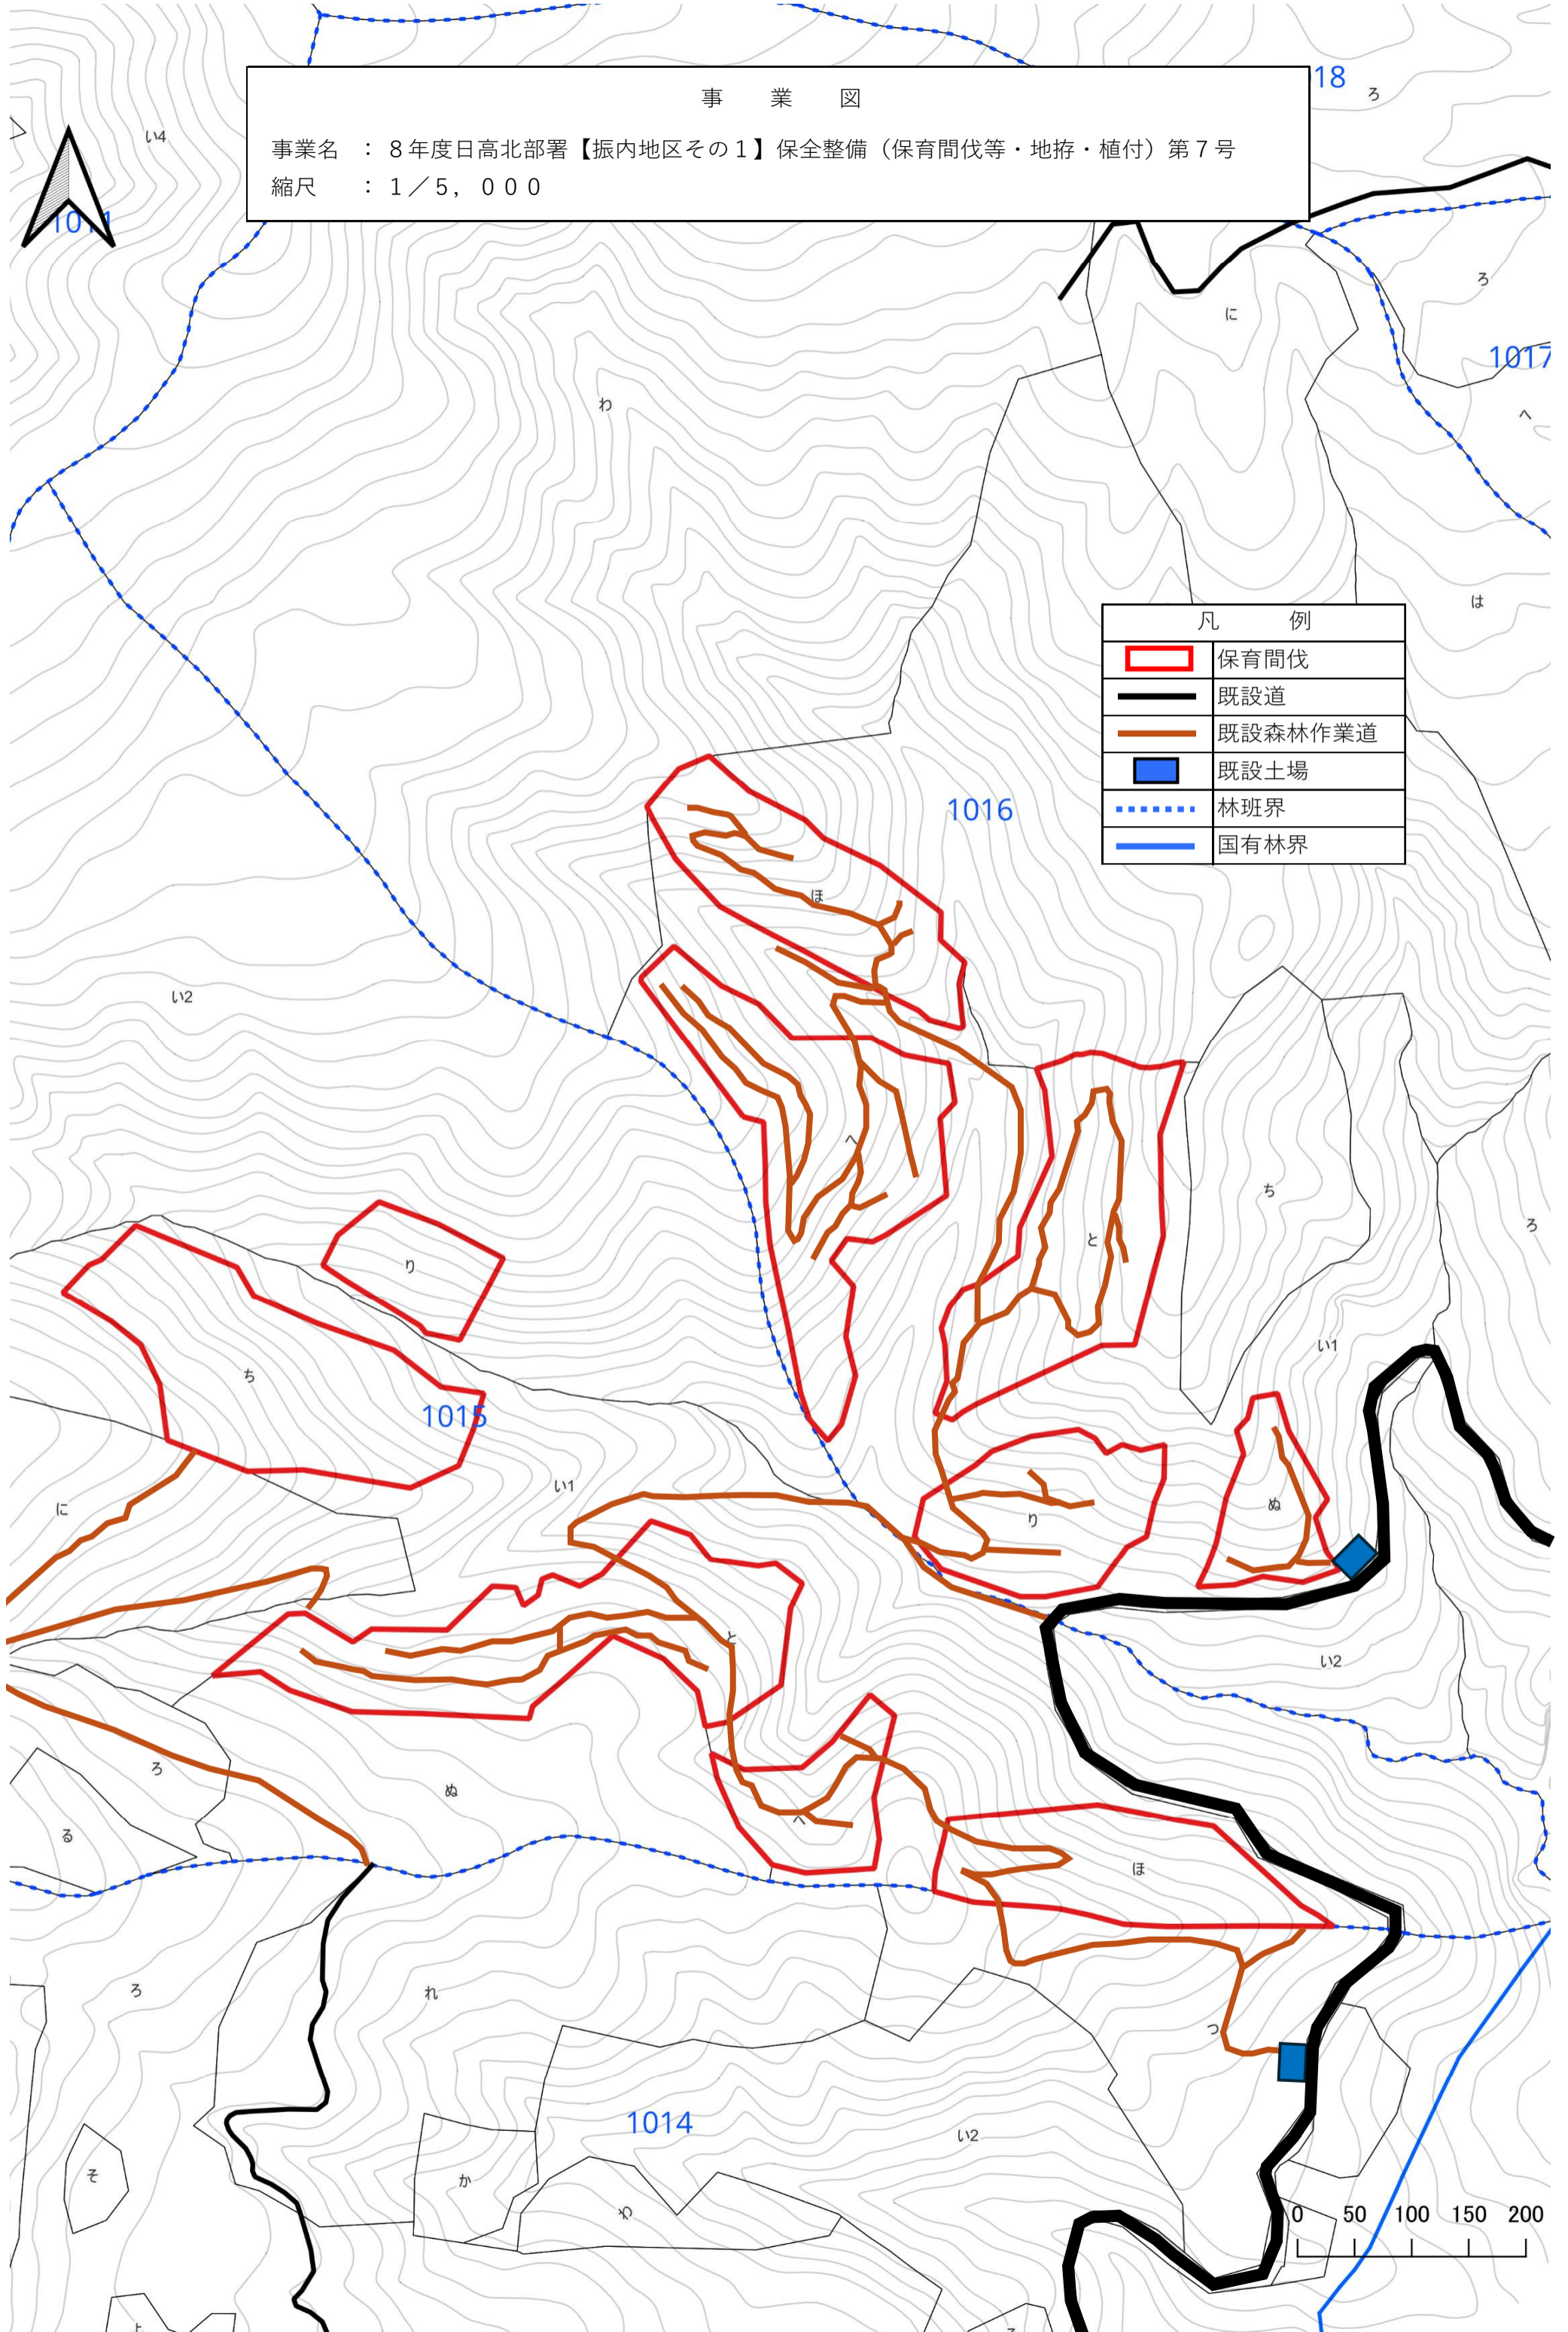 事　業　図
事業名 ： ８年度日高北部署【振内地区その１】保全整備（保育間伐等・地拵・植付）第７号
縮尺 ： １／５，０００
18
ろ
い4
ろ
に
1017
へ
わ
は
凡　例
保育間伐
既設道
既設森林作業道
既設土場
林班界
国有林界
1016
ほ
い2
へ
ち
ろ
と
り
い1
ち
1015
い1
に
ぬ
り
と
い2
ろ
ぬ
へ
る
ほ
ろ
れ
つ
1014
い2
そ
か
わ
0 50 100 150 200